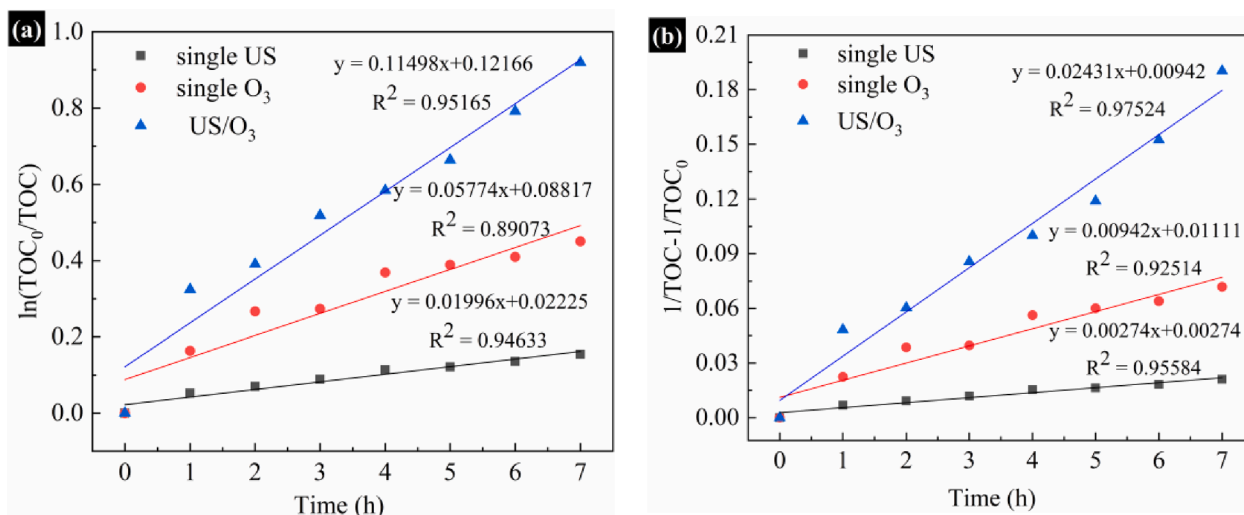 (a)
single US
single O3
US/O3
y = 0.11498x+0.12166
R2 = 0.95165
y = 0.05774x+0.08817
R2 = 0.89073
y = 0.01996x+0.02225
R2 = 0.94633
ln(TOC0/TOC)
1.0
0.8
0.6
0.4
0.2
0.0
0 1 2 3 4 5 6 7
Time (h)
(b)
single US
single O3
US/O3
y = 0.02431x+0.00942
R2 = 0.97524
y = 0.00942x+0.01111
R2 = 0.92514
y = 0.00274x+0.00274
R2 = 0.95584
1/TOC-1/TOC0
0.21
0.18
0.15
0.12
0.09
0.06
0.03
0.00
0 1 2 3 4 5 6 7
Time (h)